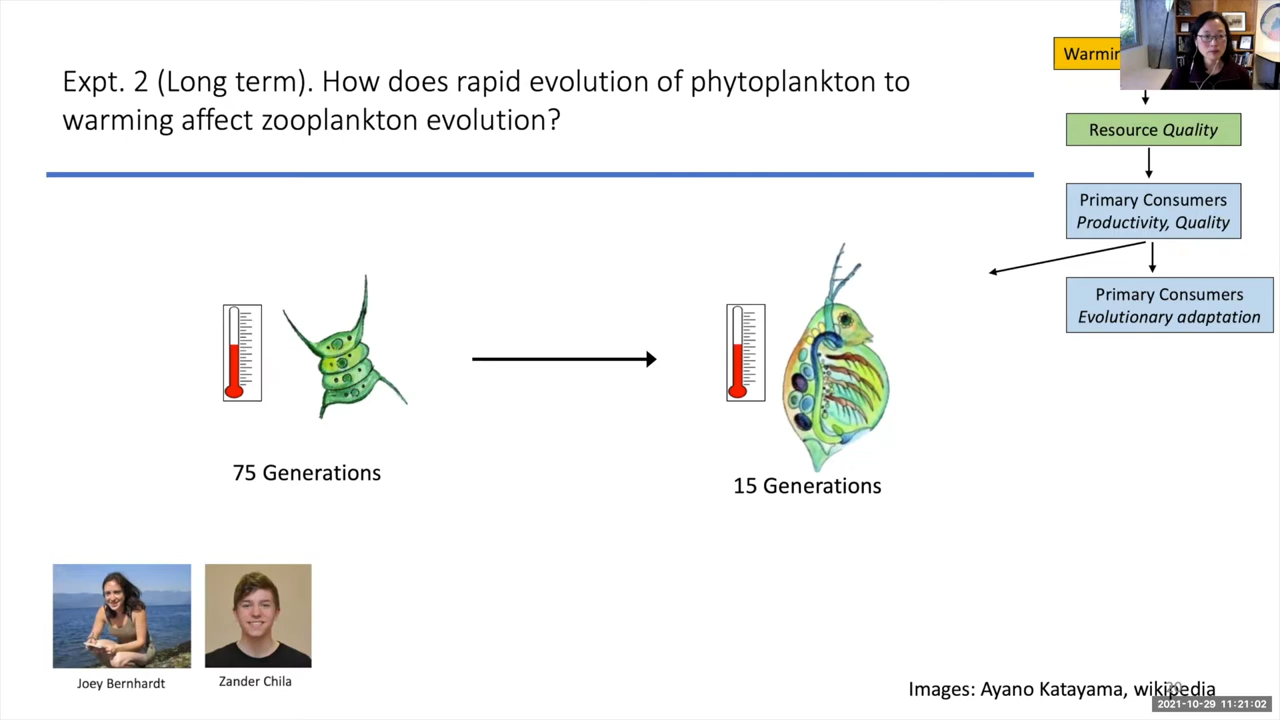 Expt. 2 (Long term). How does rapid evolution of phytoplankton to
warming affect zooplankton evolution?
Resource Quality
Primary Consumers
Productivity, Quality
Primary Consumers
Evolutionary adaptation
75 Generations
15 Generations
Joey Bernhardt
Zander Chila
Images: Ayano Katayama, wikipedia
2021-10-29 11:21:02